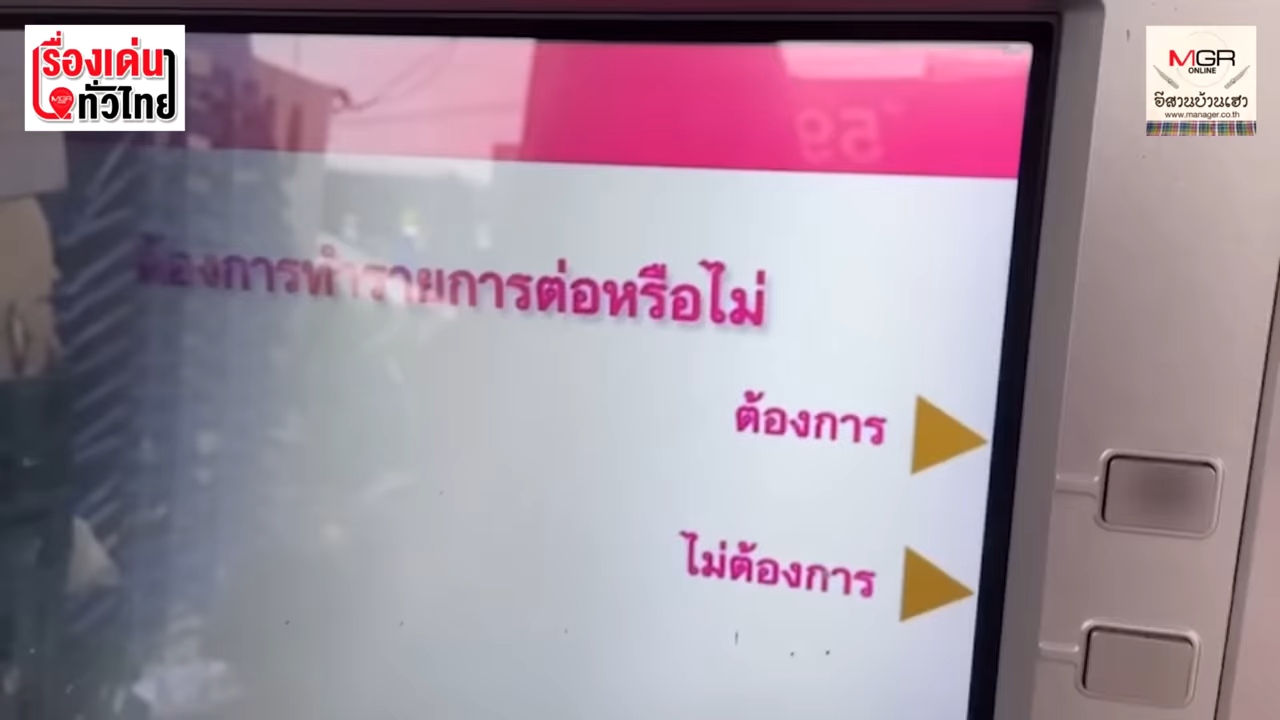 เรื่องเด่น
MGR
ทั่วไทย
MGR
ONLINE
อีสานบ้านเฮา
www.manager.co.th
ต้องการทำรายการต่อหรือไม่
ต้องการ
ไม่ต้องการ